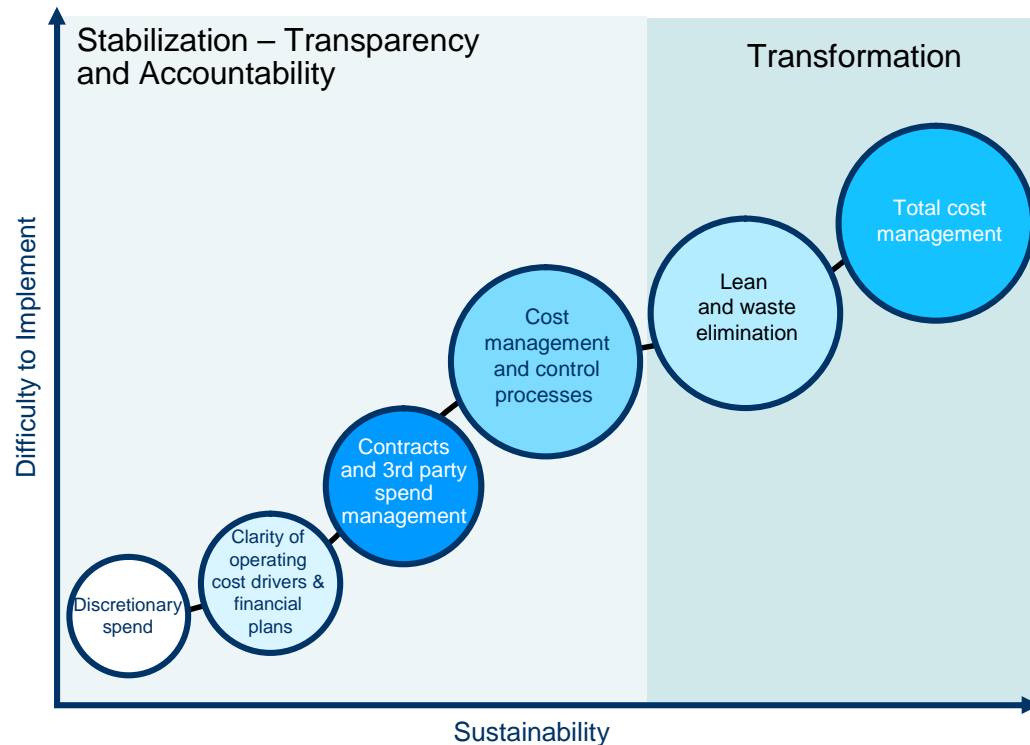 Stabilization – Transparency
and Accountability
Transformation
Difficulty to Implement
Total cost
management
Lean
and waste
elimination
Cost
management
and control
processes
Contracts
and 3rd party
spend
management
Clarity of
operating
cost drivers &
financial
plans
Discretionary
spend
Sustainability